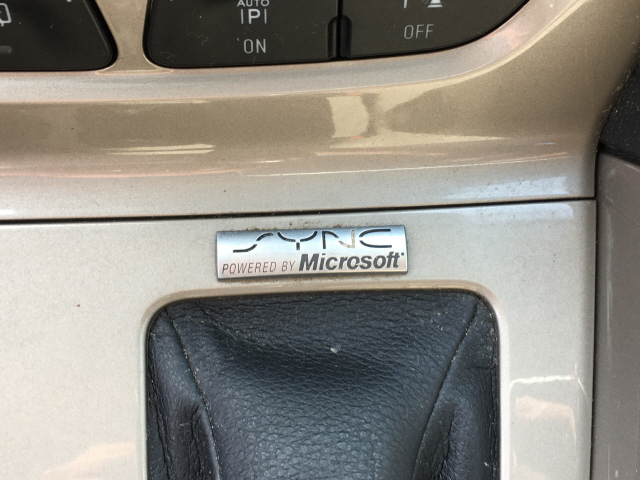 AUTO
|P|
ON
OFF
SYNC
POWERED BY Microsoft